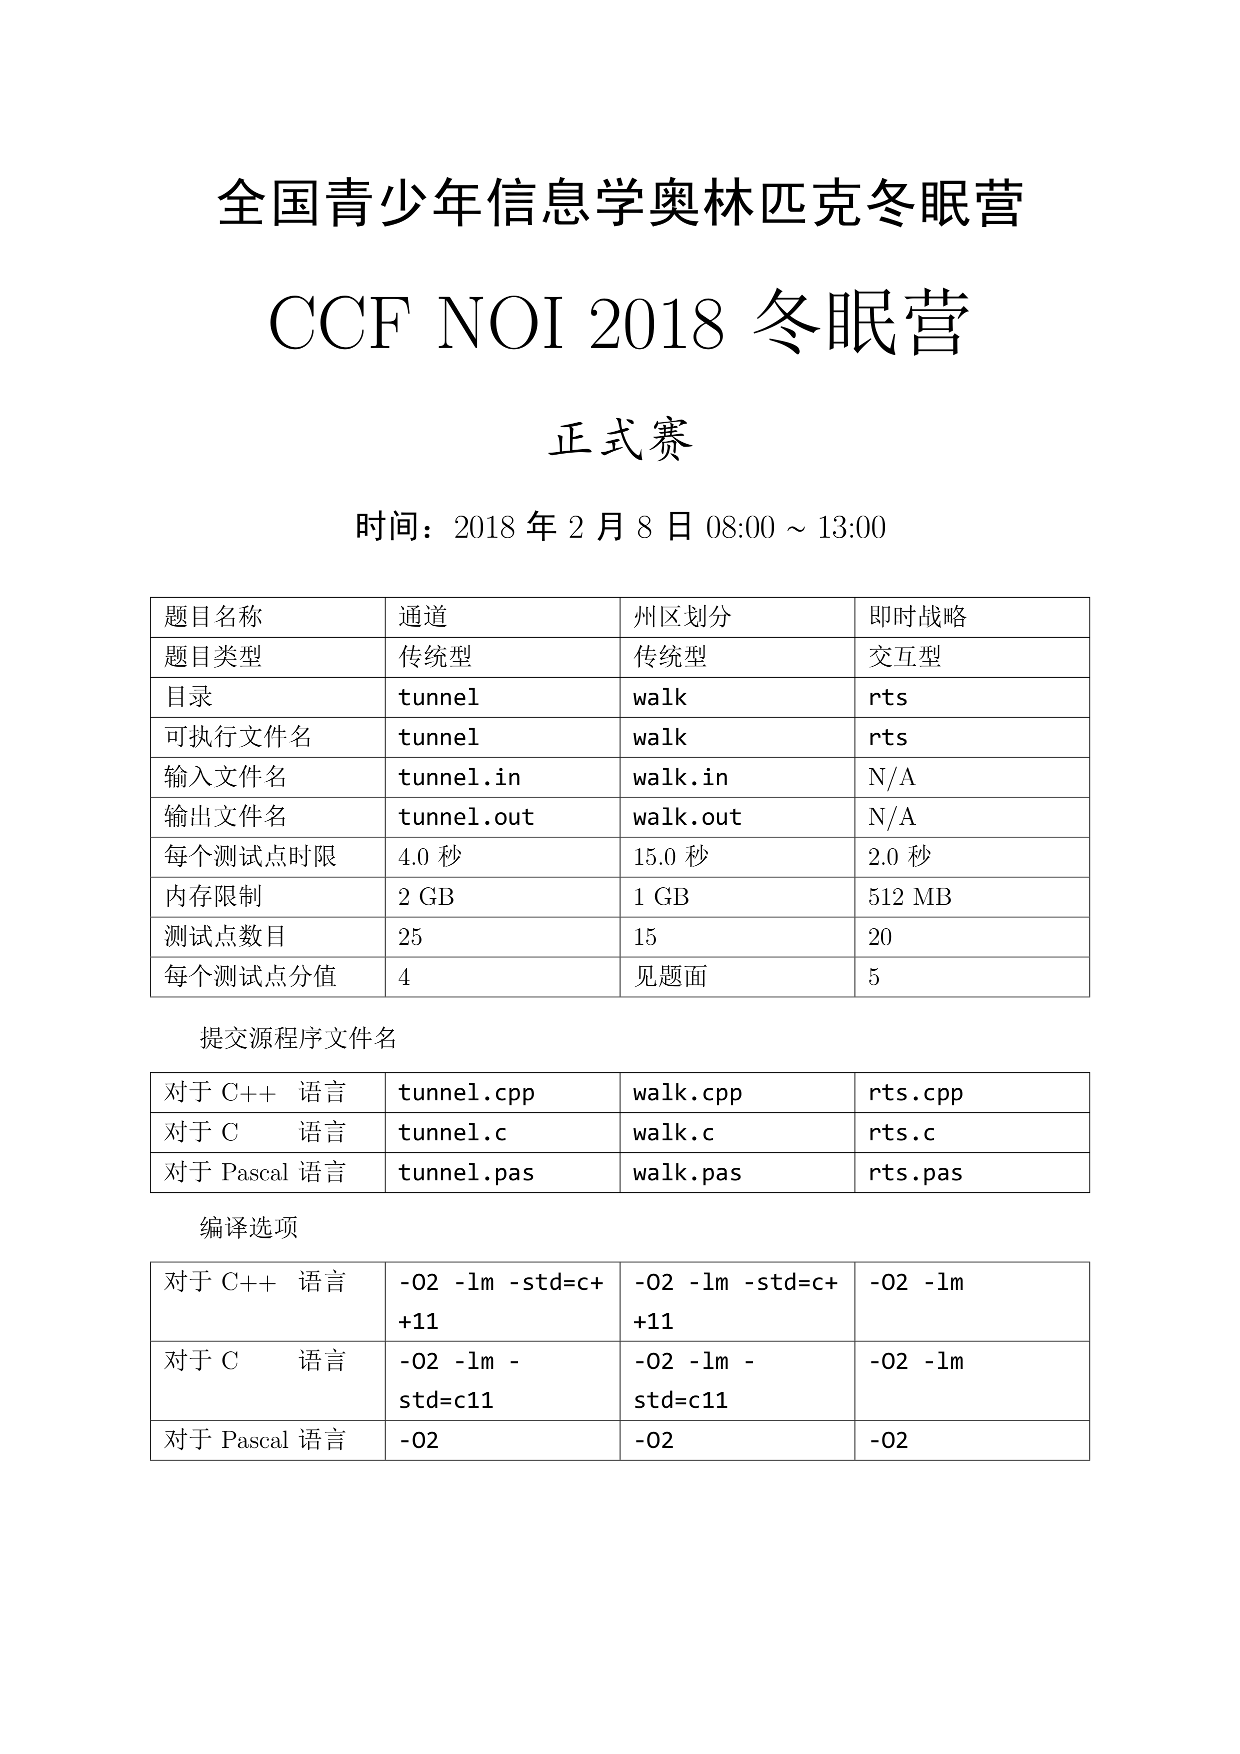 全国青少年信息学奥林匹克冬眠营
CCF NOI 2018 冬眠营
正式赛
时间：2018 年 2 月 8 日 08:00 ~ 13:00
题目名称 通道 州区划分 即时战略
题目类型 传统型 传统型 交互型
目录 tunnel walk rts
可执行文件名 tunnel walk rts
输入文件名 tunnel.in walk.in N/A
输出文件名 tunnel.out walk.out N/A
每个测试点时限 4.0 秒 15.0 秒 2.0 秒
内存限制 2 GB 1 GB 512 MB
测试点数目 25 15 20
每个测试点分值 4 见题面 5
提交源程序文件名
对于 C++ 语言 tunnel.cpp walk.cpp rts.cpp
对于 C 语言 tunnel.c walk.c rts.c
对于 Pascal 语言 tunnel.pas walk.pas rts.pas
编译选项
对于 C++ 语言 -O2 -lm -std=c+ -O2 -lm -std=c+ -O2 -lm
+11 +11
对于 C 语言 -O2 -lm - -O2 -lm - -O2 -lm
std=c11 std=c11
对于 Pascal 语言 -O2 -O2 -O2